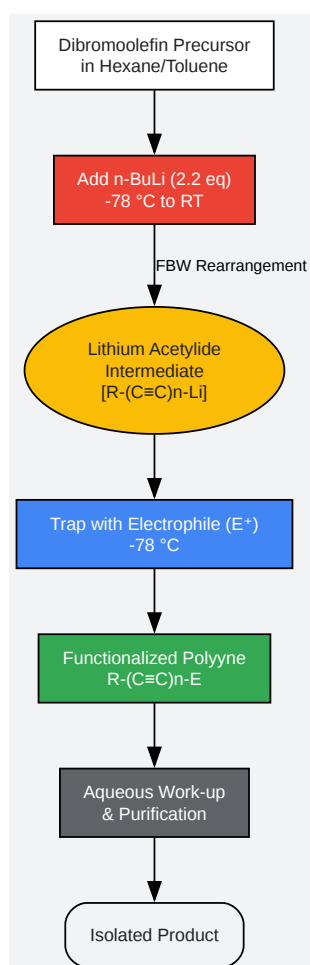 Dibromoolefin Precursor
in Hexane/Toluene
Add n-BuLi (2.2 eq)
-78 °C to RT
FBW Rearrangement
Lithium Acetylide
Intermediate
[R-(C≡C)n-Li]
Trap with Electrophile (E⁺)
-78 °C
Functionalized Polyyne
R-(C≡C)n-E
Aqueous Work-up
& Purification
Isolated Product